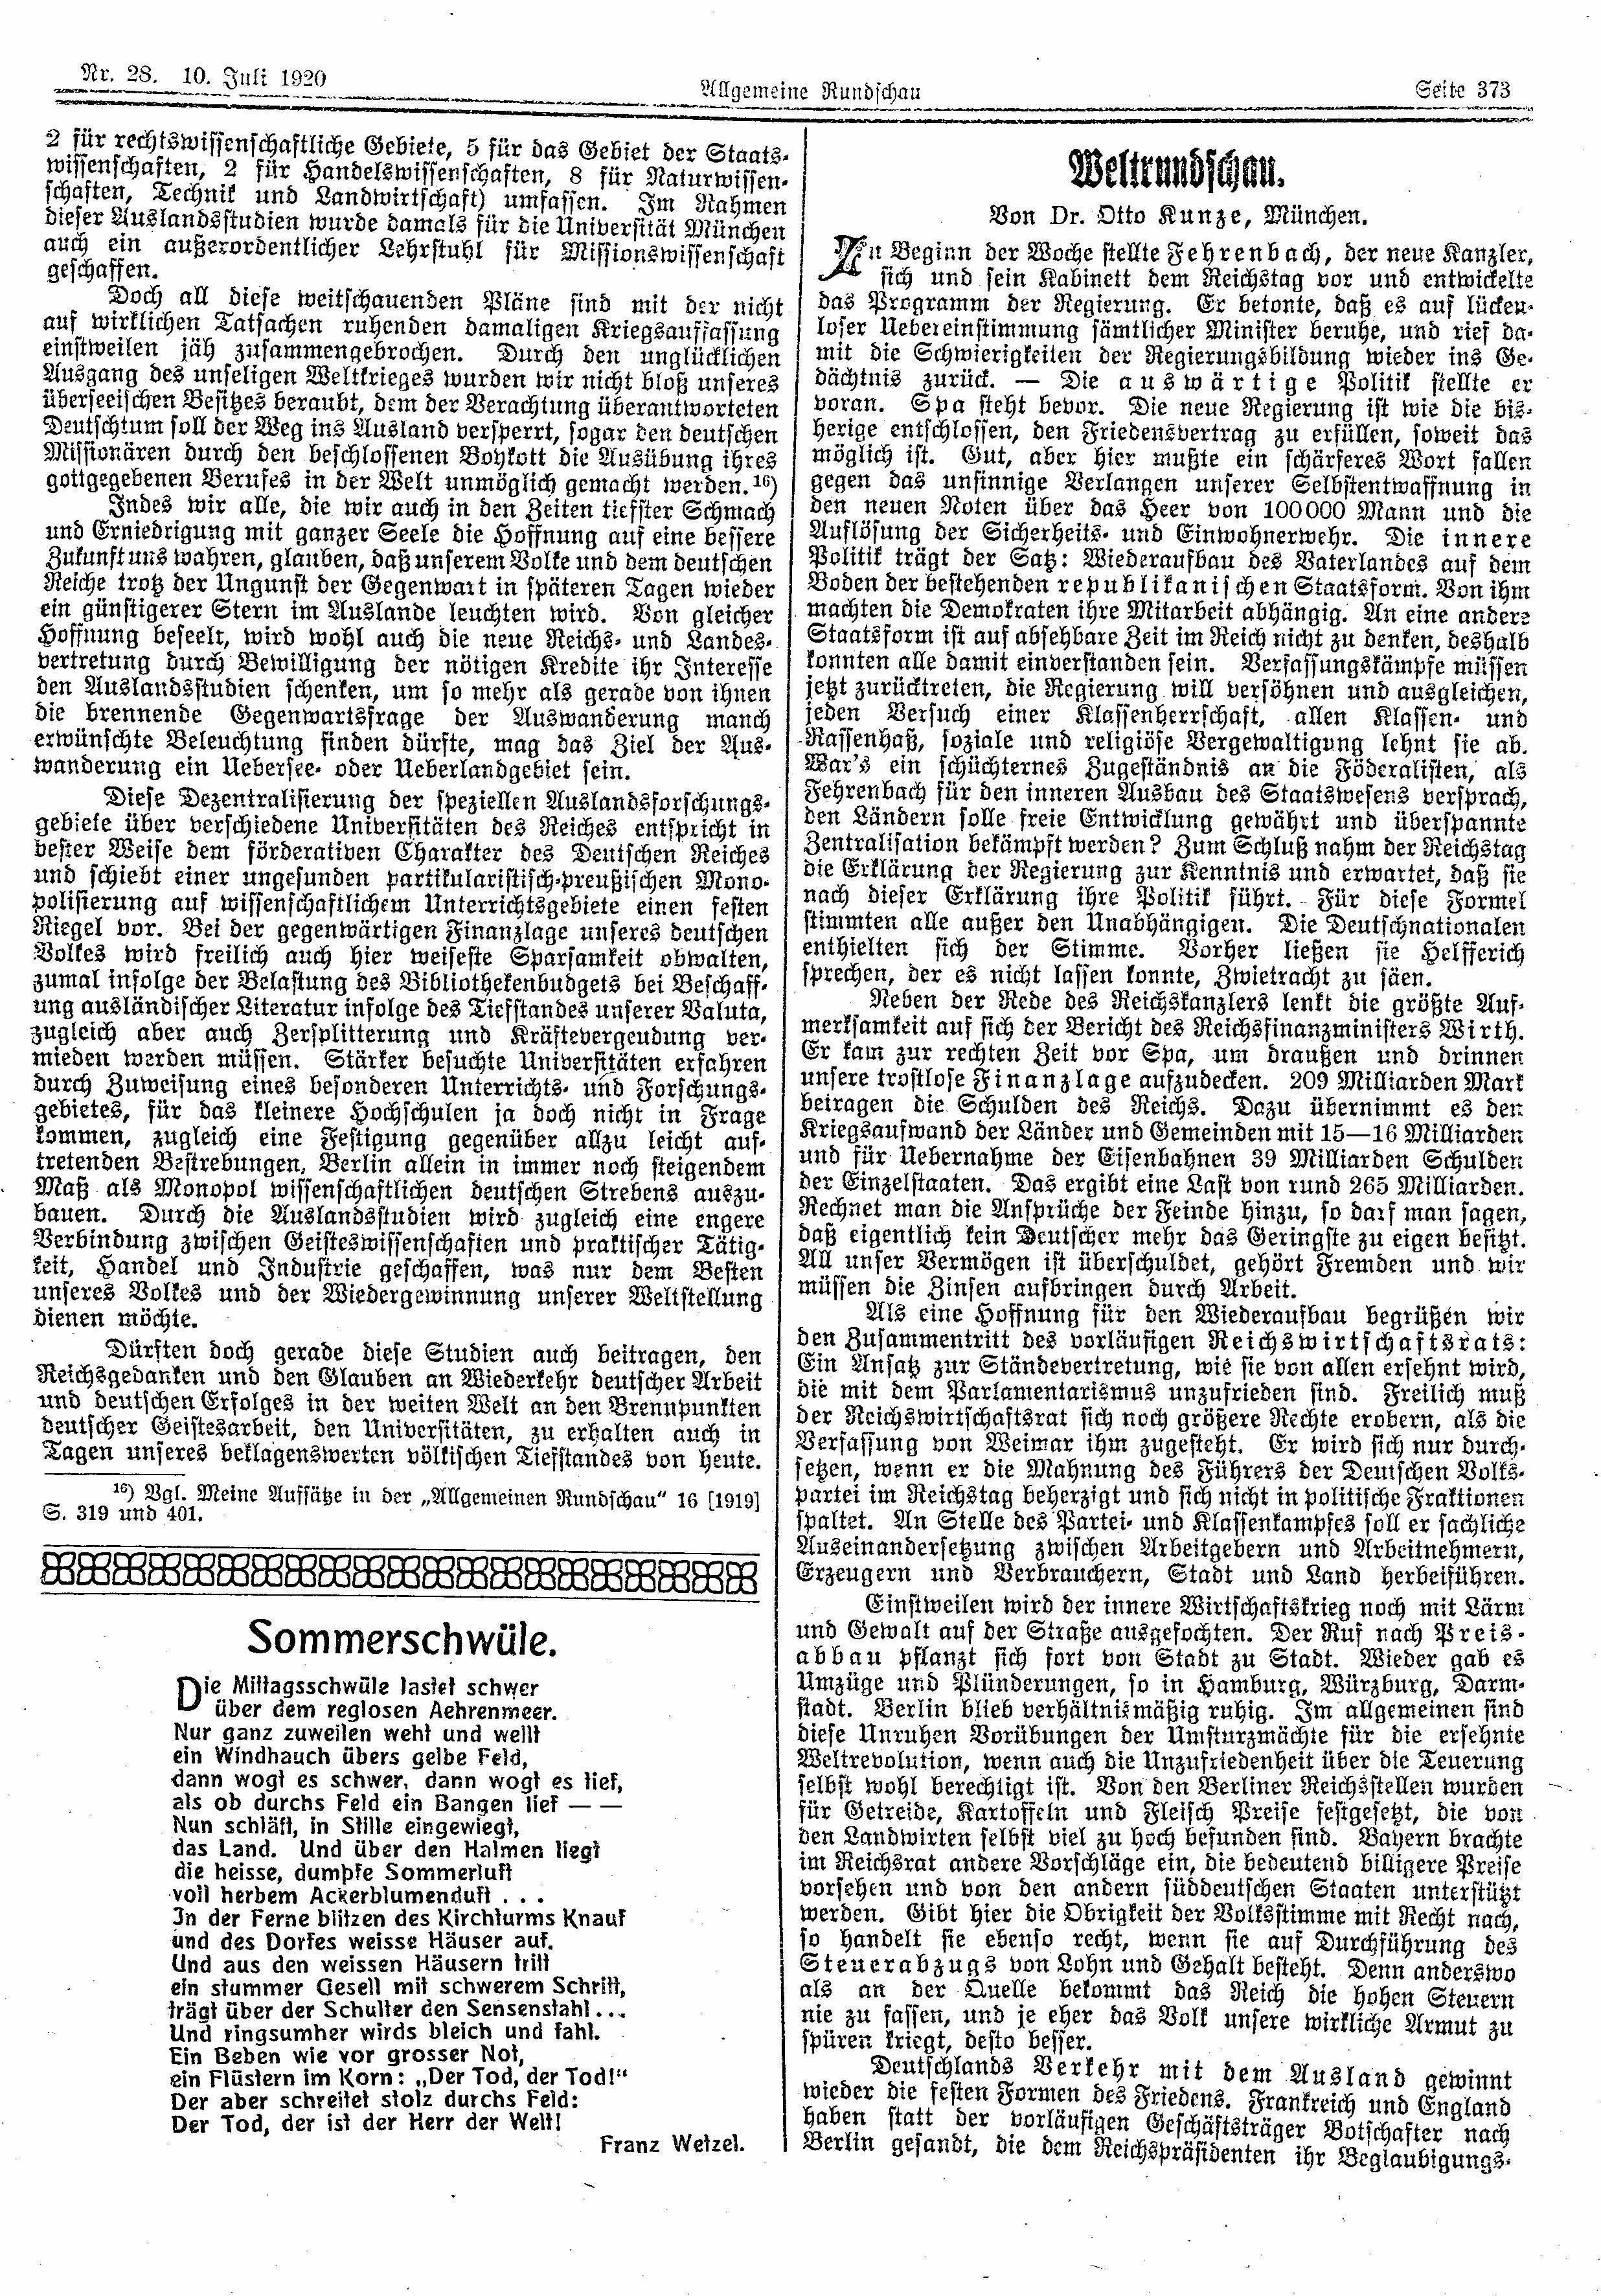 Nr. 28. 10. Juli 1920
Allgemeine Rundschau
Seite 373
2 für rechtswissenschaftliche Gebiete, 5 für das Gebiet der Staats-
wissenschaften, 2 für Handelswissenschaften, 8 für Naturwissen-
schaften, Technik und Landwirtschaft) umfassen. Im Rahmen
dieser Auslandsstudien wurde damals für die Universität München
auch ein außerordentlicher Lehrstuhl für Missionswissenschaft
geschaffen.
Doch all diese weitschauenden Pläne sind mit der nicht
auf wirklichen Tatsachen ruhenden damaligen Kriegsauffassung
einstweilen jäh zusammengebrochen. Durch den unglücklichen
Ausgang des unseligen Weltkrieges wurden wir nicht bloß unseres
überseeischen Besitzes beraubt, dem der Verachtung überantworteten
Deutschtum soll der Weg ins Ausland versperrt, sogar den deutschen
Missionären durch den beschlossenen Boykott die Ausübung ihres
gottgegebenen Berufes in der Welt unmöglich gemacht werden.¹⁶)
Indes wir alle, die wir auch in den Zeiten tiefster Schmach
und Erniedrigung mit ganzer Seele die Hoffnung auf eine bessere
Zukunft uns wahren, glauben, daß unserem Volke und dem deutschen
Reiche trotz der Ungunst der Gegenwart in späteren Tagen wieder
ein günstigerer Stern im Auslande leuchten wird. Von gleicher
Hoffnung beseelt, wird wohl auch die neue Reichs- und Landes-
vertretung durch Bewilligung der nötigen Kredite ihr Interesse
den Auslandsstudien schenken, um so mehr als gerade von ihnen
die brennende Gegenwartsfrage der Auswanderung manch
erwünschte Beleuchtung finden dürfte, mag das Ziel der Aus-
wanderung ein Uebersee- oder Ueberlandgebiet sein.
Diese Dezentralisierung der speziellen Auslandsforschungs-
gebiete über verschiedene Universitäten des Reiches entspricht in
bester Weise dem förderativen Charakter des Deutschen Reiches
und schiebt einer ungesunden partikularistisch-preußischen Mono-
polisierung auf wissenschaftlichem Unterrichtsgebiete einen festen
Riegel vor. Bei der gegenwärtigen Finanzlage unseres deutschen
Volkes wird freilich auch hier weiseste Sparsamkeit obwalten,
zumal infolge der Belastung des Bibliothekenbudgets bei Beschaff-
ung ausländischer Literatur infolge des Tiefstandes unserer Valuta,
zugleich aber auch Zersplitterung und Kräftevergeudung ver-
mieden werden müssen. Stärker besuchte Universitäten erfahren
durch Zuweisung eines besonderen Unterrichts- und Forschungs-
gebietes, für das kleinere Hochschulen ja doch nicht in Frage
kommen, zugleich eine Festigung gegenüber allzu leicht auf-
tretenden Bestrebungen, Berlin allein in immer noch steigendem
Maß als Monopol wissenschaftlichen deutschen Strebens auszu-
bauen. Durch die Auslandsstudien wird zugleich eine engere
Verbindung zwischen Geisteswissenschaften und praktischer Tätig-
keit, Handel und Industrie geschaffen, was nur dem Besten
unseres Volkes und der Wiedergewinnung unserer Weltstellung
dienen möchte.
Dürften doch gerade diese Studien auch beitragen, den
Reichsgedanken und den Glauben an Wiederkehr deutscher Arbeit
und deutschen Erfolges in der weiten Welt an den Brennpunkten
deutscher Geistesarbeit, den Universitäten, zu erhalten auch in
Tagen unseres beklagenswerten völkischen Tiefstandes von heute.
¹⁶) Vgl. Meine Aufsätze in der „Allgemeinen Rundschau“ 16 [1919]
S. 319 und 401.
Sommerschwüle.
Die Mittagsschwüle lastet schwer
über dem reglosen Aehrenmeer.
Nur ganz zuweilen weht und wellt
ein Windhauch übers gelbe Feld,
dann wogt es schwer, dann wogt es tief,
als ob durchs Feld ein Bangen lief — —
Nun schläft, in Stille eingewiegt,
das Land. Und über den Halmen liegt
die heisse, dumpfe Sommerluft
voll herbem Ackerblumenduft . . .
In der Ferne blitzen des Kirchturms Knauf
und des Dorfes weisse Häuser auf.
Und aus den weissen Häusern tritt
ein stummer Gesell mit schwerem Schritt,
trägt über der Schulter den Sensenstahl . . .
Und ringsumher wirds bleich und fahl.
Ein Beben wie vor grosser Not,
ein Flüstern im Korn: „Der Tod, der Tod!“
Der aber schreitet stolz durchs Feld:
Der Tod, der ist der Herr der Welt!
Franz Wetzel.
Weltrundschau.
Von Dr. Otto Kunze, München.
Zu Beginn der Woche stellte Fehrenbach, der neue Kanzler,
sich und sein Kabinett dem Reichstag vor und entwickelte
das Programm der Regierung. Er betonte, daß es auf lücken-
loser Uebereinstimmung sämtlicher Minister beruhe, und rief da-
mit die Schwierigkeiten der Regierungsbildung wieder ins Ge-
dächtnis zurück. — Die auswärtige Politik stellte er
voran. Spa steht bevor. Die neue Regierung ist wie die bis-
herige entschlossen, den Friedensvertrag zu erfüllen, soweit das
möglich ist. Gut, aber hier mußte ein schärferes Wort fallen
gegen das unsinnige Verlangen unserer Selbstentwaffnung in
den neuen Noten über das Heer von 100000 Mann und die
Auflösung der Sicherheits- und Einwohnerwehr. Die innere
Politik trägt der Satz: Wiederaufbau des Vaterlandes auf dem
Boden der bestehenden republikanischen Staatsform. Von ihm
machten die Demokraten ihre Mitarbeit abhängig. An eine andere
Staatsform ist auf absehbare Zeit im Reich nicht zu denken, deshalb
konnten alle damit einverstanden sein. Verfassungskämpfe müssen
jetzt zurücktreten, die Regierung will versöhnen und ausgleichen,
jeden Versuch einer Klassenherrschaft, allen Klassen- und
Rassenhaß, soziale und religiöse Vergewaltigung lehnt sie ab.
War's ein schüchternes Zugeständnis an die Föderalisten, als
Fehrenbach für den inneren Ausbau des Staatswesens versprach,
den Ländern solle freie Entwicklung gewährt und überspannte
Zentralisation bekämpft werden? Zum Schluß nahm der Reichstag
die Erklärung der Regierung zur Kenntnis und erwartet, daß sie
nach dieser Erklärung ihre Politik führt. Für diese Formel
stimmten alle außer den Unabhängigen. Die Deutschnationalen
enthielten sich der Stimme. Vorher ließen sie Helfferich
sprechen, der es nicht lassen konnte, Zwietracht zu säen.
Neben der Rede des Reichskanzlers lenkt die größte Auf-
merksamkeit auf sich der Bericht des Reichsfinanzministers Wirth.
Er kam zur rechten Zeit vor Spa, um draußen und drinnen
unsere trostlose Finanzlage aufzudecken. 209 Milliarden Mark
betragen die Schulden des Reichs. Dazu übernimmt es den
Kriegsaufwand der Länder und Gemeinden mit 15—16 Milliarden
und für Uebernahme der Eisenbahnen 39 Milliarden Schulden
der Einzelstaaten. Das ergibt eine Last von rund 265 Milliarden.
Rechnet man die Ansprüche der Feinde hinzu, so darf man sagen,
daß eigentlich kein Deutscher mehr das Geringste zu eigen besitzt.
All unser Vermögen ist überschuldet, gehört Fremden und wir
müssen die Zinsen aufbringen durch Arbeit.
Als eine Hoffnung für den Wiederaufbau begrüßen wir
den Zusammentritt des vorläufigen Reichswirtschaftsrats:
Ein Ansatz zur Ständevertretung, wie sie von allen ersehnt wird,
die mit dem Parlamentarismus unzufrieden sind. Freilich muß
der Reichswirtschaftsrat sich noch größere Rechte erobern, als die
Verfassung von Weimar ihm zugesteht. Er wird sich nur durch-
setzen, wenn er die Mahnung des Führers der Deutschen Volks-
partei im Reichstag beherzigt und sich nicht in politische Fraktionen
spaltet. An Stelle des Partei- und Klassenkampfes soll er sachliche
Auseinandersetzung zwischen Arbeitgebern und Arbeitnehmern,
Erzeugern und Verbrauchern, Stadt und Land herbeiführen.
Einstweilen wird der innere Wirtschaftskrieg noch mit Lärm
und Gewalt auf der Straße ausgefochten. Der Ruf nach Preis-
abbau pflanzt sich fort von Stadt zu Stadt. Wieder gab es
Umzüge und Plünderungen, so in Hamburg, Würzburg, Darm-
stadt. Berlin blieb verhältnismäßig ruhig. Im allgemeinen sind
diese Unruhen Vorübungen der Umsturzmächte für die ersehnte
Weltrevolution, wenn auch die Unzufriedenheit über die Teuerung
selbst wohl berechtigt ist. Von den Berliner Reichsstellen wurden
für Getreide, Kartoffeln und Fleisch Preise festgesetzt, die von
den Landwirten selbst viel zu hoch befunden sind. Bayern brachte
im Reichsrat andere Vorschläge ein, die bedeutend billigere Preise
vorsehen und von den andern süddeutschen Staaten unterstützt
werden. Gibt hier die Obrigkeit der Volksstimme mit Recht nach,
so handelt sie ebenso recht, wenn sie auf Durchführung des
Steuerabzugs von Lohn und Gehalt besteht. Denn anderswo
als an der Quelle bekommt das Reich die hohen Steuern
nie zu fassen, und je eher das Volk unsere wirkliche Armut zu
spüren kriegt, desto besser.
Deutschlands Verkehr mit dem Ausland gewinnt
wieder die festen Formen des Friedens. Frankreich und England
haben statt der vorläufigen Geschäftsträger Botschafter nach
Berlin gesandt, die dem Reichspräsidenten ihr Beglaubigungs-